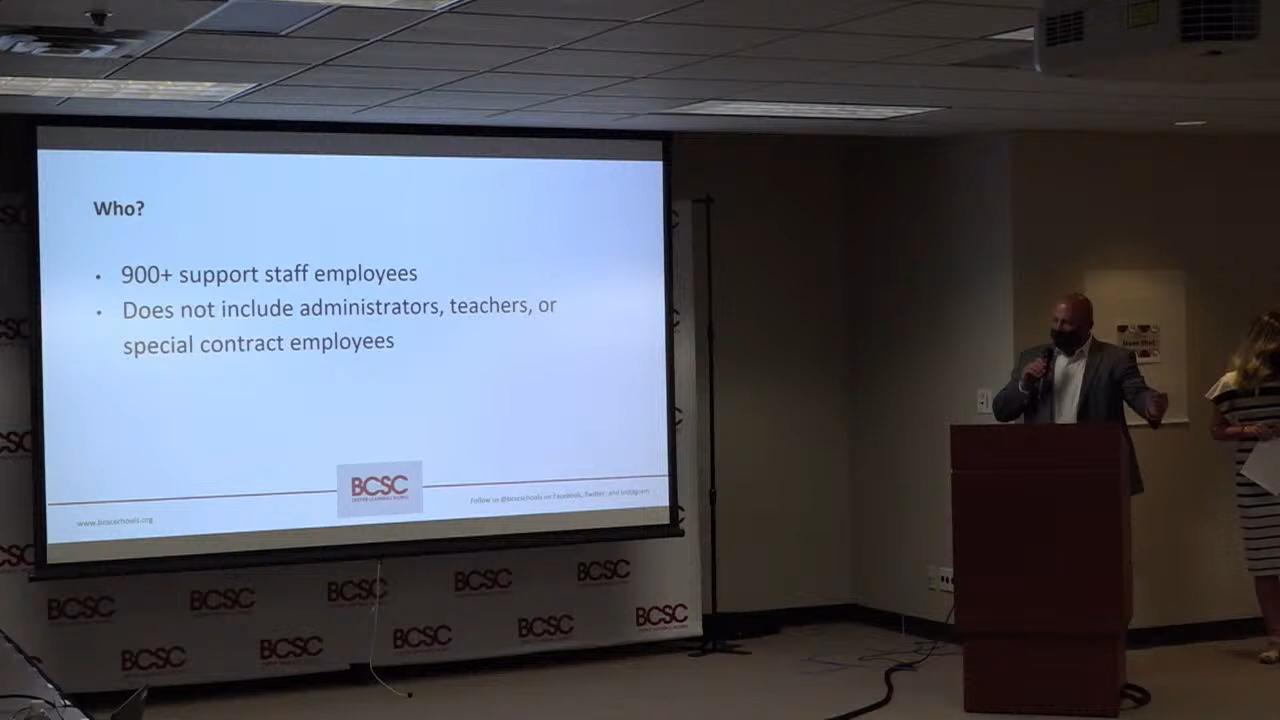 Who?
• 900+ support staff employees
• Does not include administrators, teachers, or
special contract employees
BCSC
www.bcscschools.org
Follow us @bcscschools on Facebook, Twitter, and Instagram
BCSC
BCSC
BCSC
BCSC
BCSC
BCSC
BCSC
BCSC
BCSC
BCSC